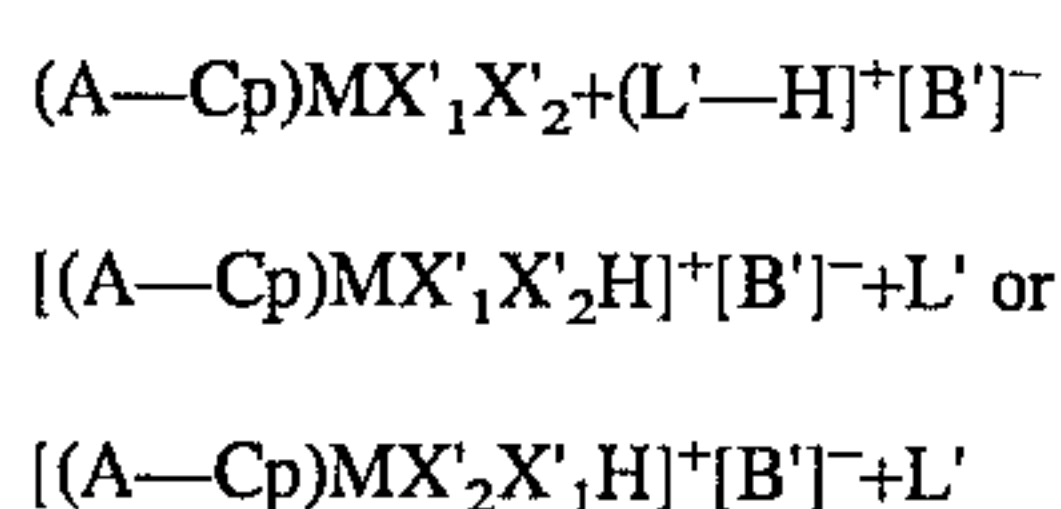 (A—Cp)MX'₁X'₂+(L'—H]⁺[B']⁻
[(A—Cp)MX'₁X'₂H]⁺[B']⁻+L' or
[(A—Cp)MX'₂X'₁H]⁺[B']⁻+L'